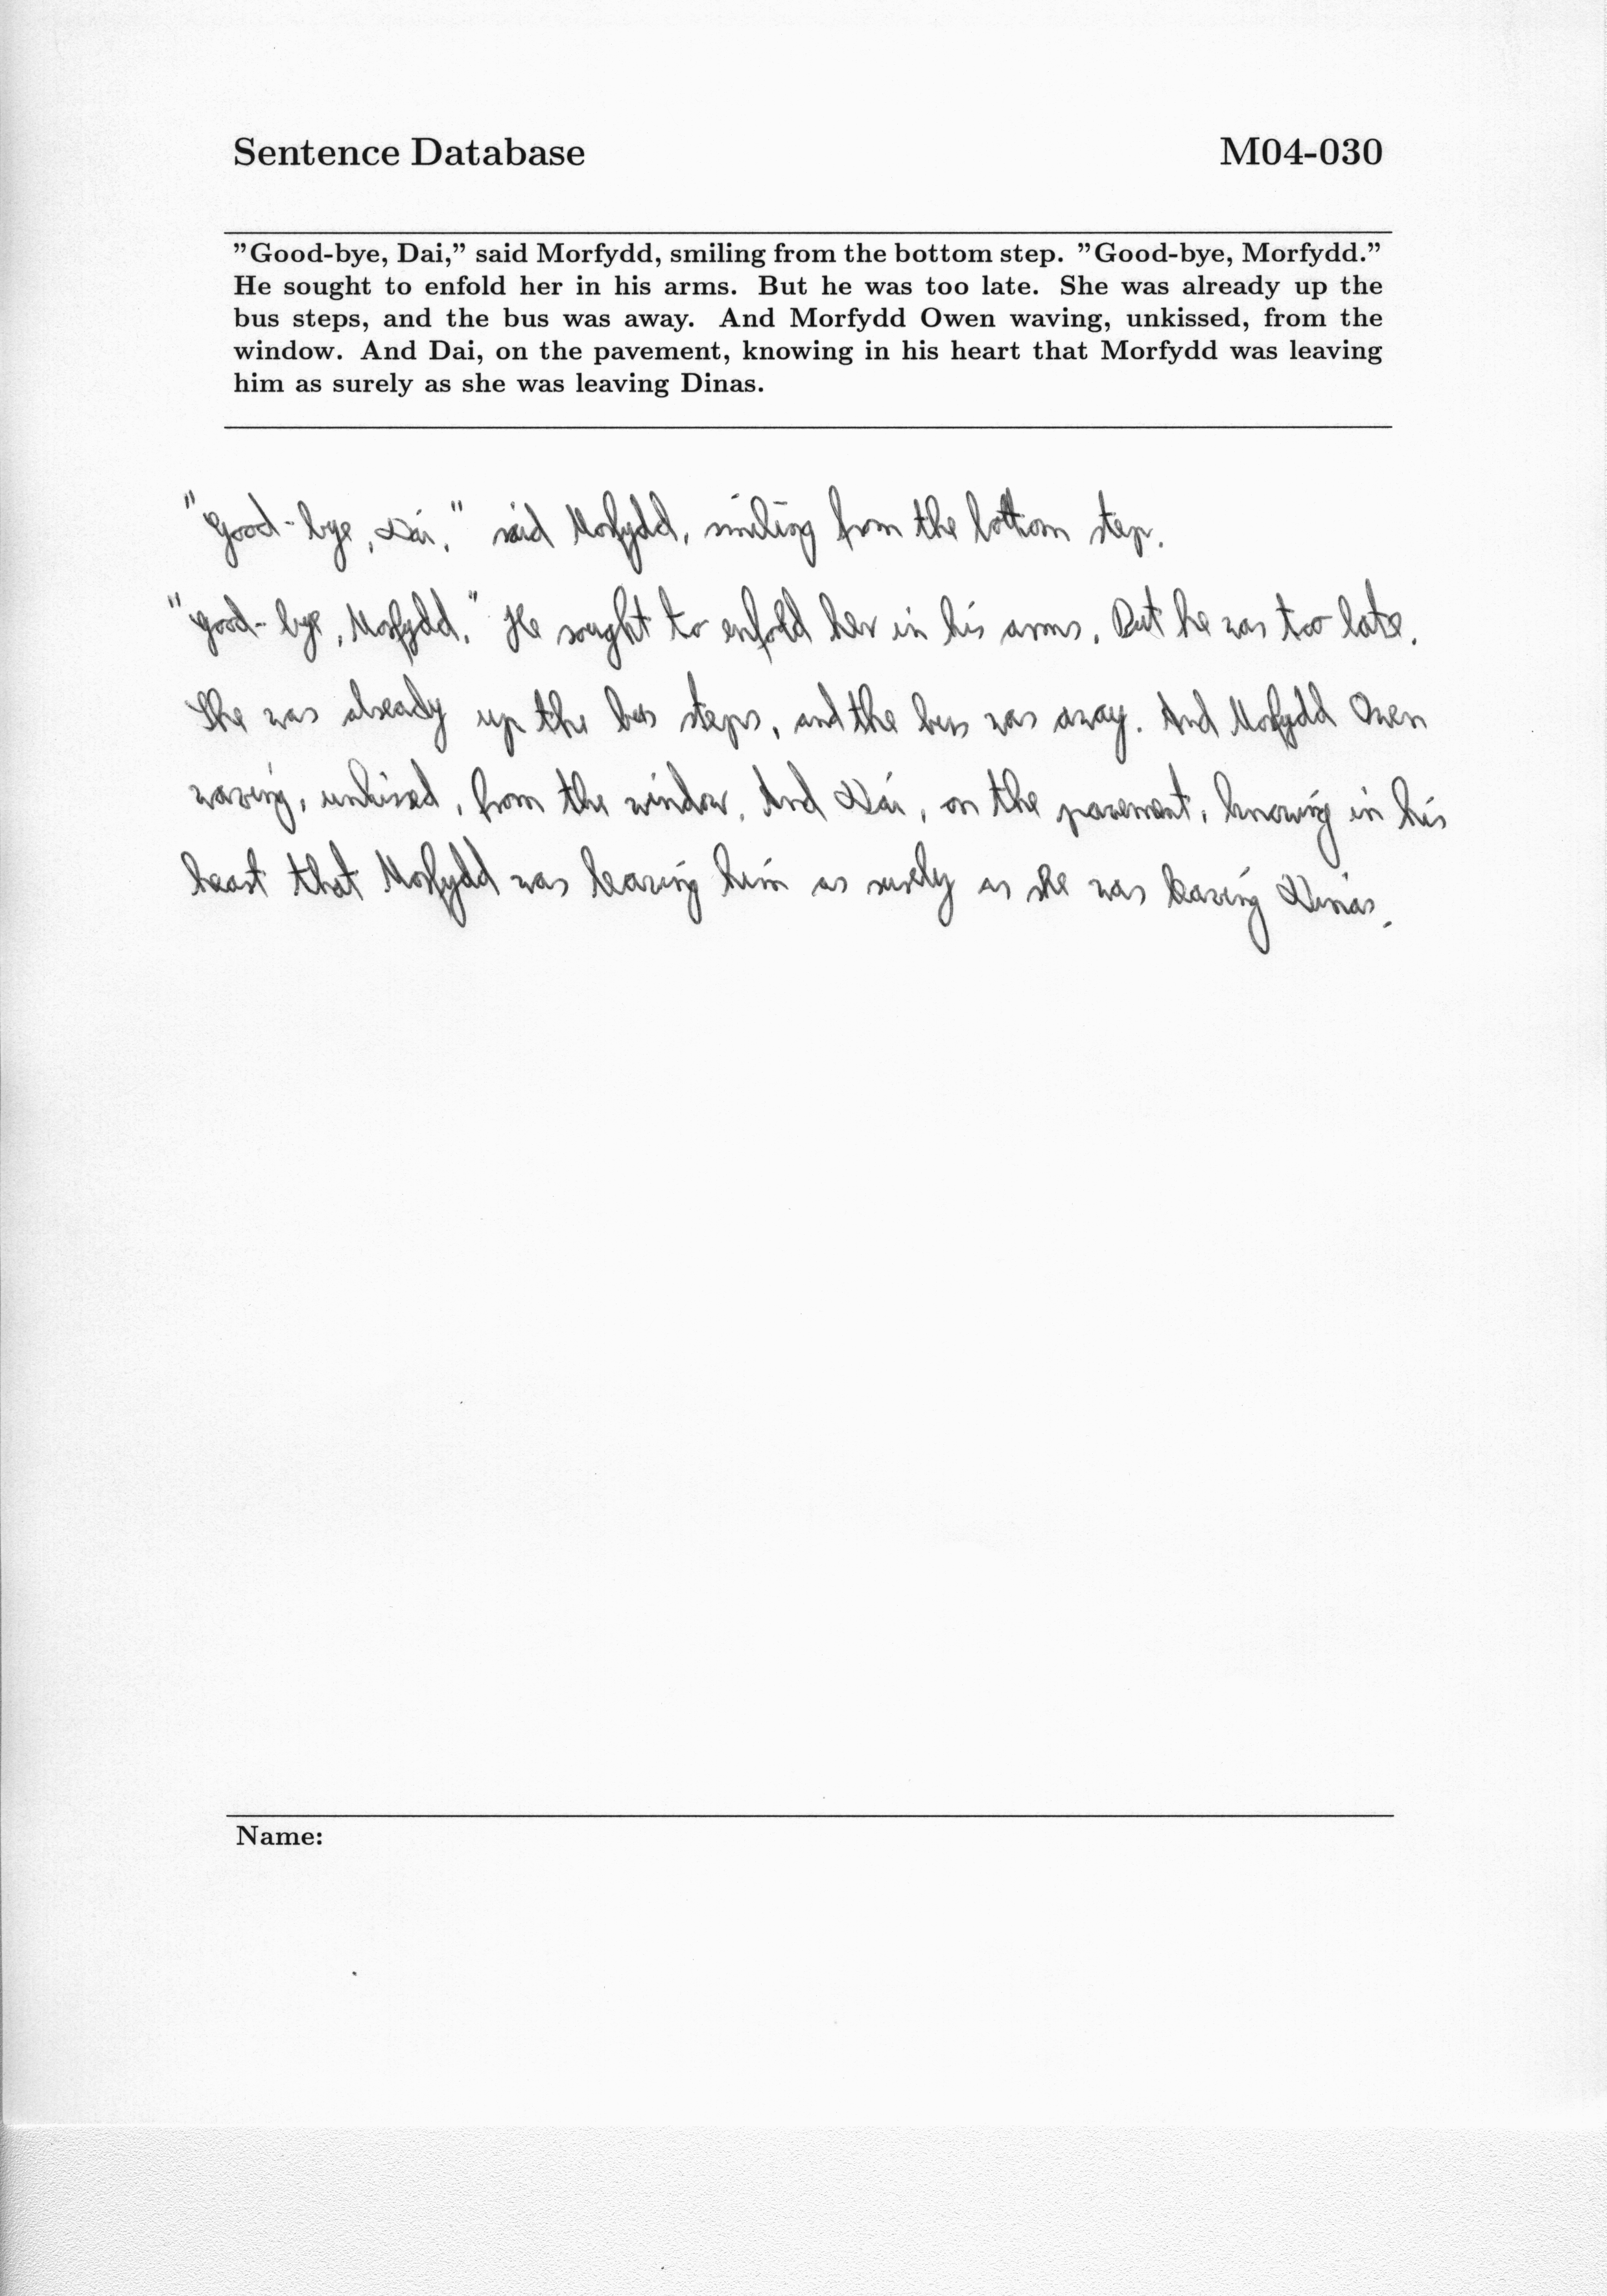 Sentence Database M04-030
"Good-bye, Dai," said Morfydd, smiling from the bottom step. "Good-bye, Morfydd."
He sought to enfold her in his arms. But he was too late. She was already up the
bus steps, and the bus was away. And Morfydd Owen waving, unkissed, from the
window. And Dai, on the pavement, knowing in his heart that Morfydd was leaving
him as surely as she was leaving Dinas.
"Good-bye, Dai," said Morfydd, smiling from the bottom step.
"Good-bye, Morfydd." He sought to enfold her in his arms. But he was too late.
She was already up the bus steps, and the bus was away. And Morfydd Owen
waving, unkissed, from the window. And Dai, on the pavement, knowing in his
heart that Morfydd was leaving him as surely as she was leaving Dinas.
Name: